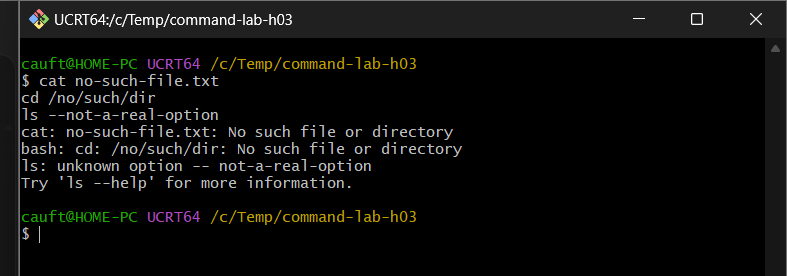 UCRT64:/c/Temp/command-lab-h03
cauft@HOME-PC UCRT64 /c/Temp/command-lab-h03
$ cat no-such-file.txt
cd /no/such/dir
ls --not-a-real-option
cat: no-such-file.txt: No such file or directory
bash: cd: /no/such/dir: No such file or directory
ls: unknown option -- not-a-real-option
Try 'ls --help' for more information.
cauft@HOME-PC UCRT64 /c/Temp/command-lab-h03
$